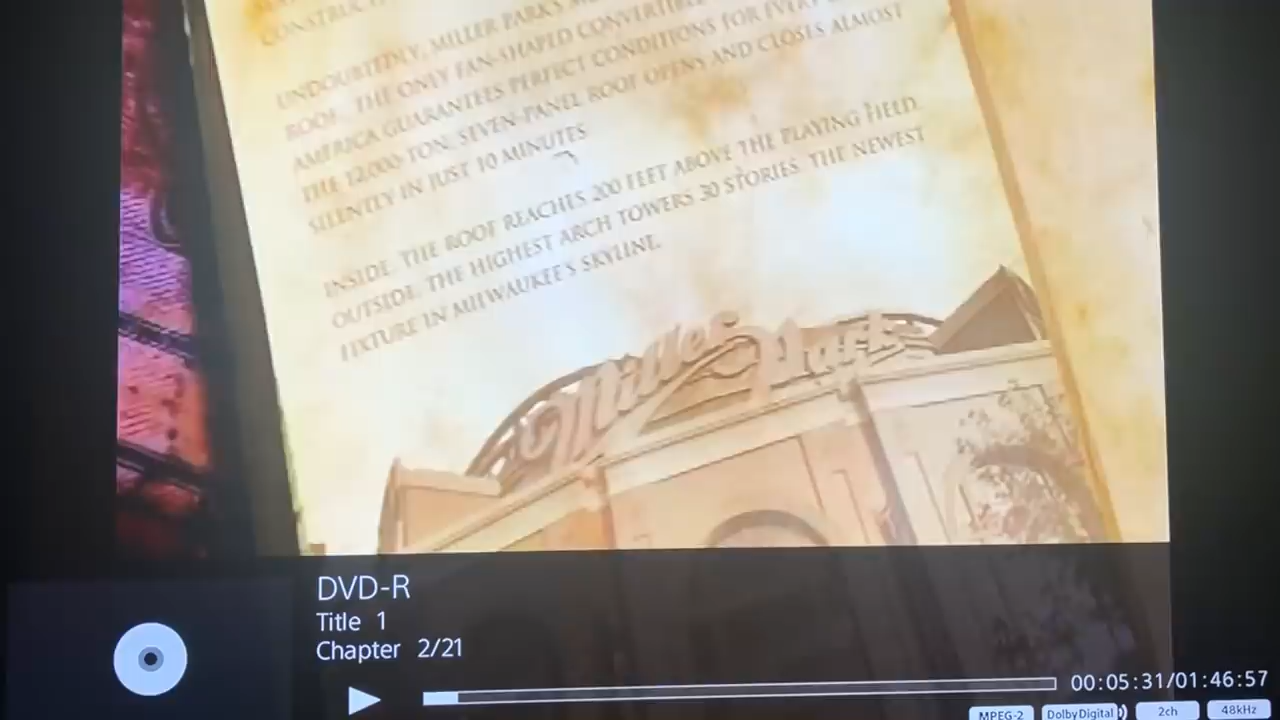 CONSTRUCT
UNDOUBTEDLY, MILLER PARK'S
ROOF. THE ONLY FAN-SHAPED CONVERTIBLE
AMERICA GUARANTEES PERFECT CONDITIONS FOR EVERY
THE 12,000-TON, SEVEN-PANEL ROOF OPENS AND CLOSES ALMOST
SILENTLY IN JUST 10 MINUTES.
INSIDE, THE ROOF REACHES 200 FEET ABOVE THE PLAYING FIELD.
OUTSIDE, THE HIGHEST ARCH TOWERS 30 STORIES. THE NEWEST
FIXTURE IN MILWAUKEE'S SKYLINE.
Miller Park
DVD-R
Title 1
Chapter 2/21
00:05:31/01:46:57
MPEG-2 DolbyDigital 2ch 48kHz